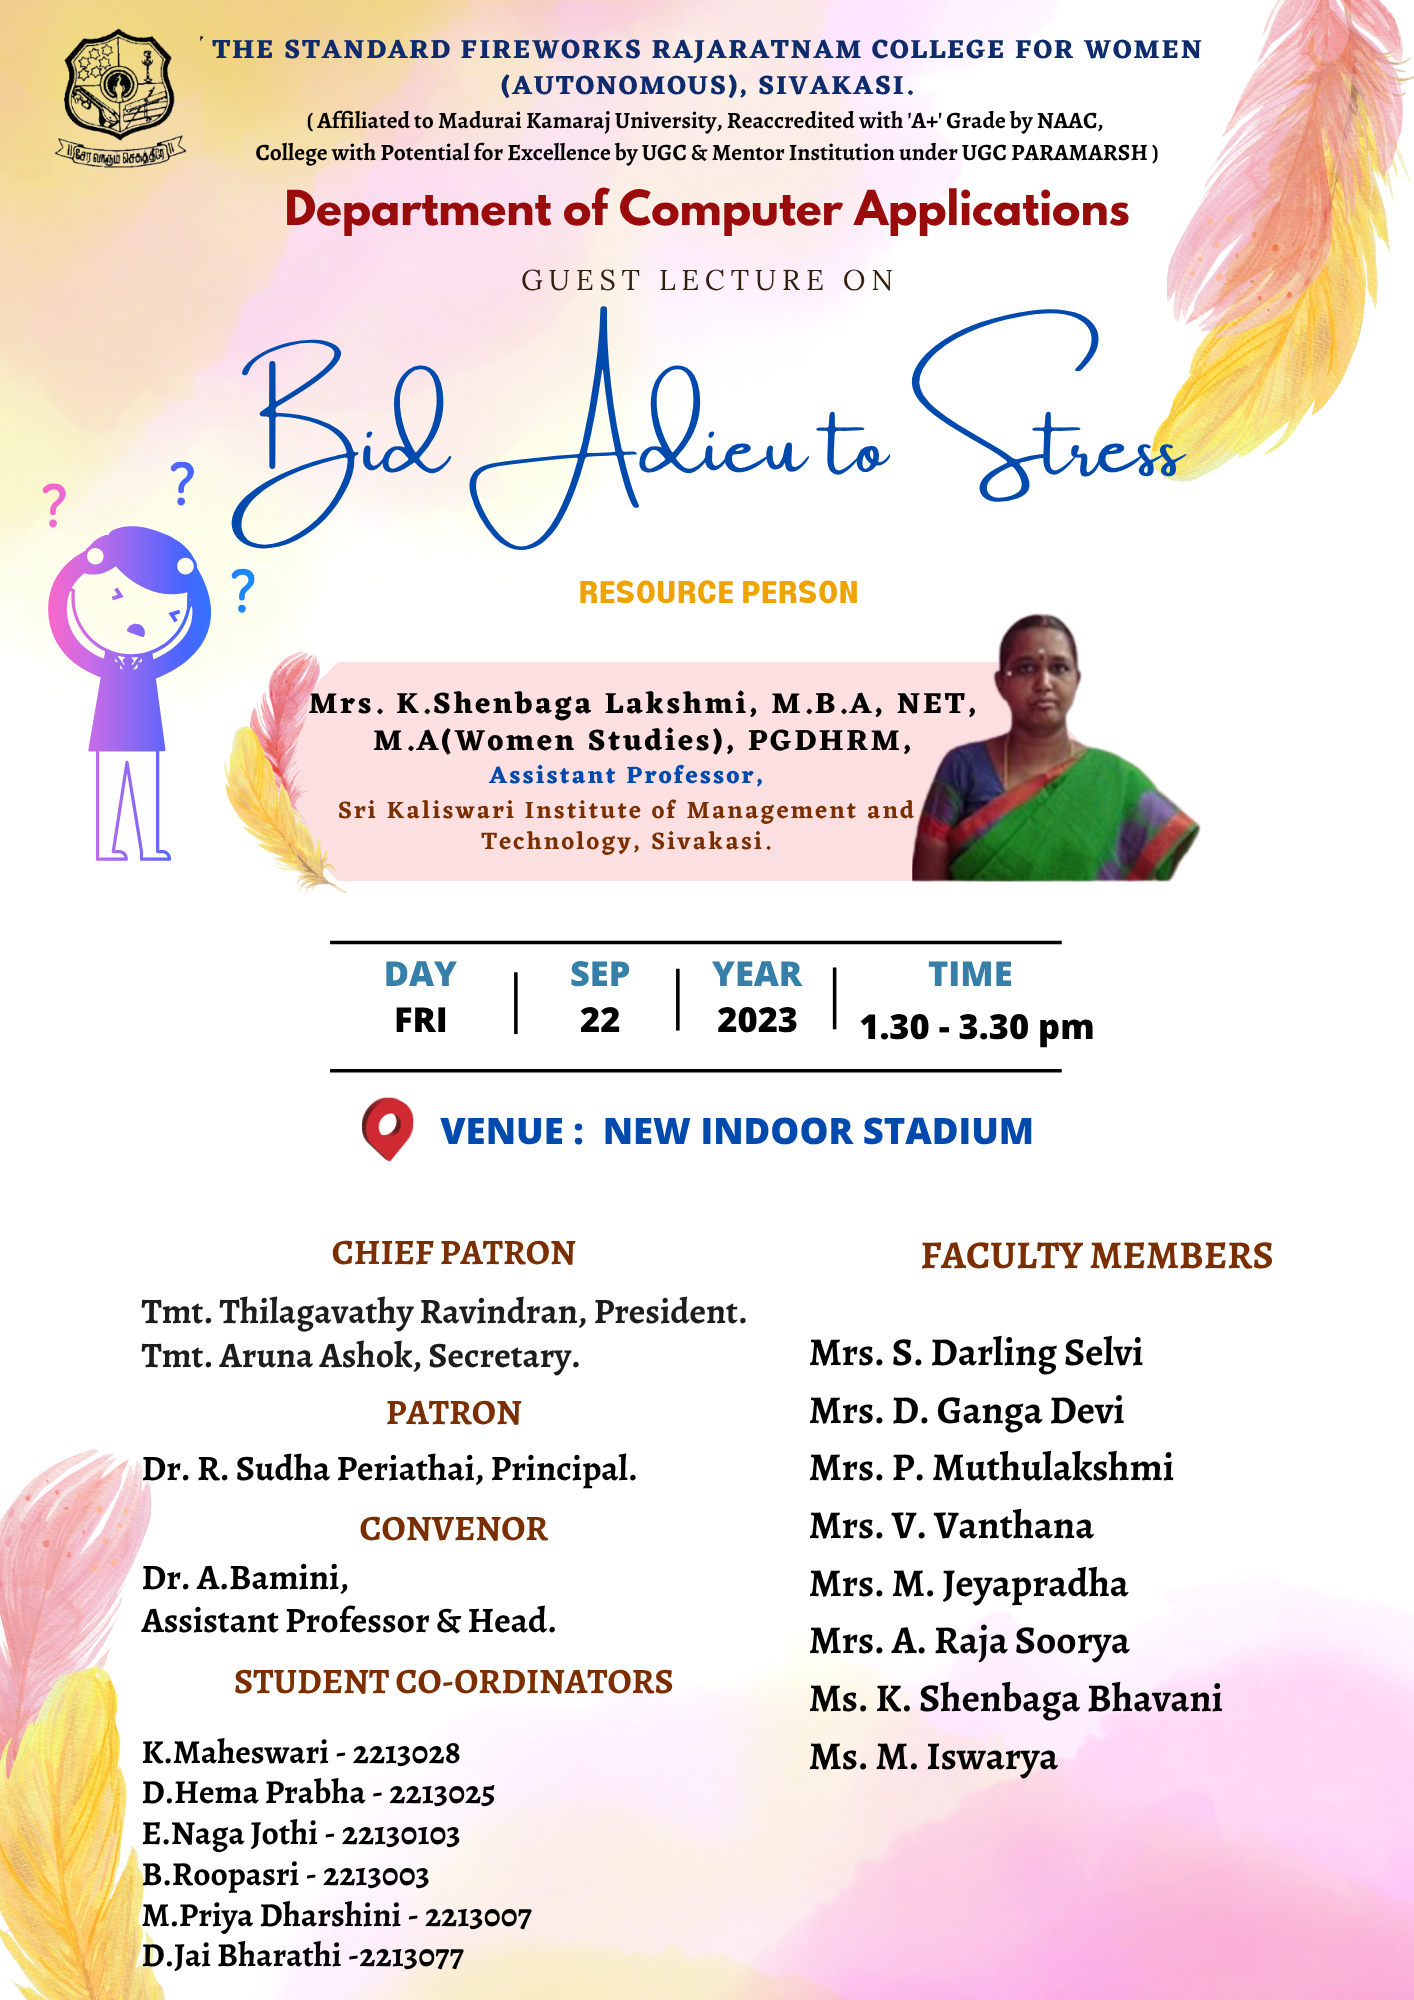 THE STANDARD FIREWORKS RAJARATNAM COLLEGE FOR WOMEN
(AUTONOMOUS), SIVAKASI.
( Affiliated to Madurai Kamaraj University, Reaccredited with 'A+' Grade by NAAC,
College with Potential for Excellence by UGC & Mentor Institution under UGC PARAMARSH )
Department of Computer Applications
GUEST LECTURE ON
Bid Adieu to Stress
? ? ?
RESOURCE PERSON
Mrs. K.Shenbaga Lakshmi, M.B.A, NET,
M.A(Women Studies), PGDHRM,
Assistant Professor,
Sri Kaliswari Institute of Management and
Technology, Sivakasi.
DAY SEP YEAR TIME
FRI 22 2023 1.30 - 3.30 pm
VENUE : NEW INDOOR STADIUM
CHIEF PATRON
Tmt. Thilagavathy Ravindran, President.
Tmt. Aruna Ashok, Secretary.
PATRON
Dr. R. Sudha Periathai, Principal.
CONVENOR
Dr. A.Bamini,
Assistant Professor & Head.
STUDENT CO-ORDINATORS
K.Maheswari - 2213028
D.Hema Prabha - 2213025
E.Naga Jothi - 22130103
B.Roopasri - 2213003
M.Priya Dharshini - 2213007
D.Jai Bharathi -2213077
FACULTY MEMBERS
Mrs. S. Darling Selvi
Mrs. D. Ganga Devi
Mrs. P. Muthulakshmi
Mrs. V. Vanthana
Mrs. M. Jeyapradha
Mrs. A. Raja Soorya
Ms. K. Shenbaga Bhavani
Ms. M. Iswarya